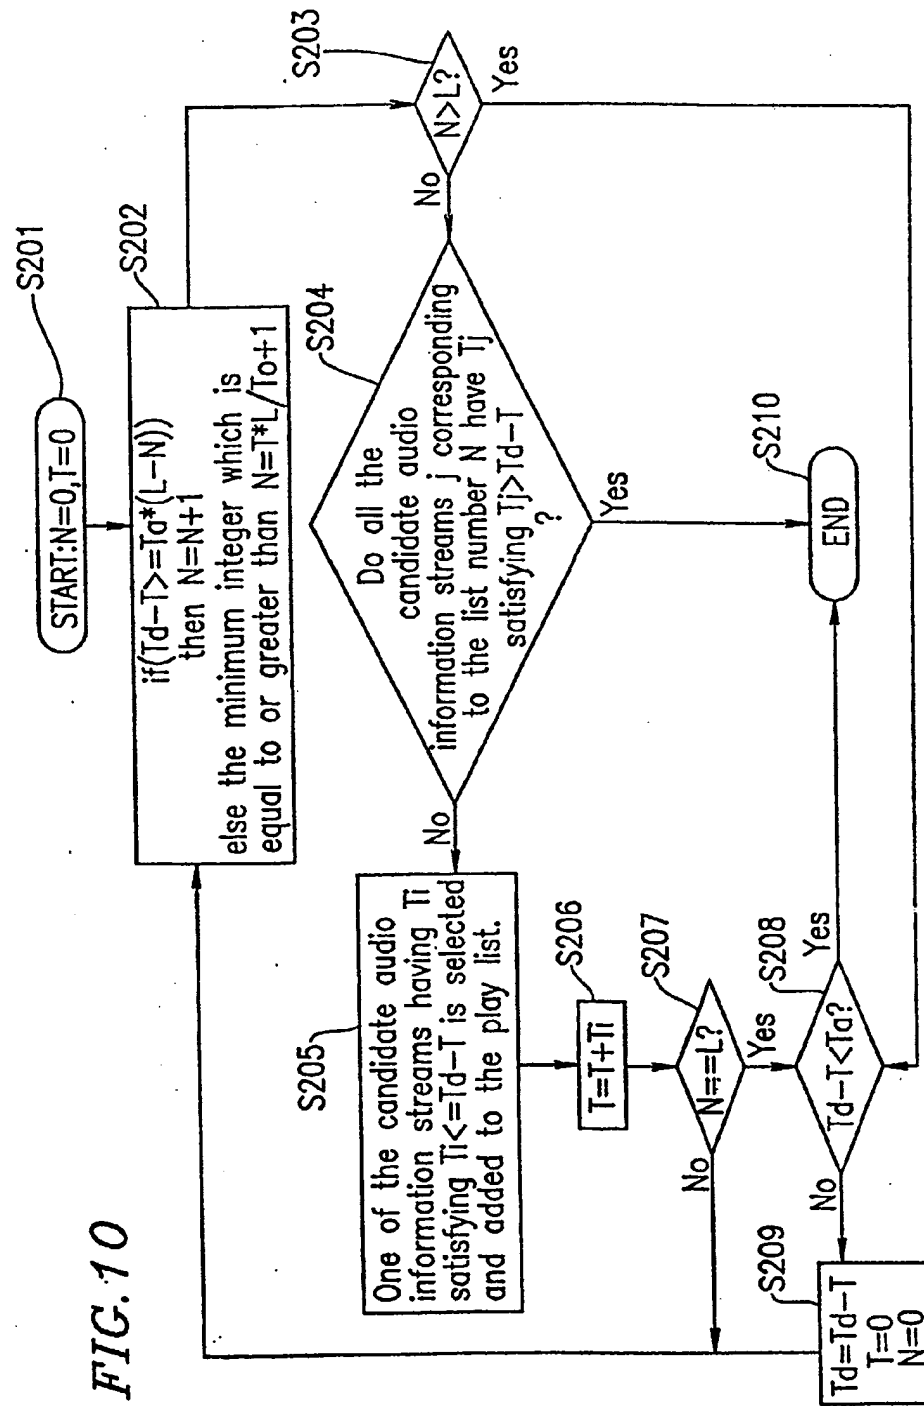 FIG. 10
START:N=0,T=0
S201
if(Td−T>=Ta*(L−N))
then N=N+1
else the minimum integer which is
equal to or greater than N=T*L/To+1
S202
N>L?
S203
No
Yes
Do all the
candidate audio
information streams j corresponding
to the list number N have Tj
satisfying Tj>Td−T
?
S204
No
Yes
One of the candidate audio
information streams having Ti
satisfying Ti<=Td−T is selected
and added to the play list.
S205
T=T+Ti
S206
N==L?
S207
No
Yes
Td−T<Ta?
S208
No
Yes
Td=Td−T
T=0
N=0
S209
END
S210